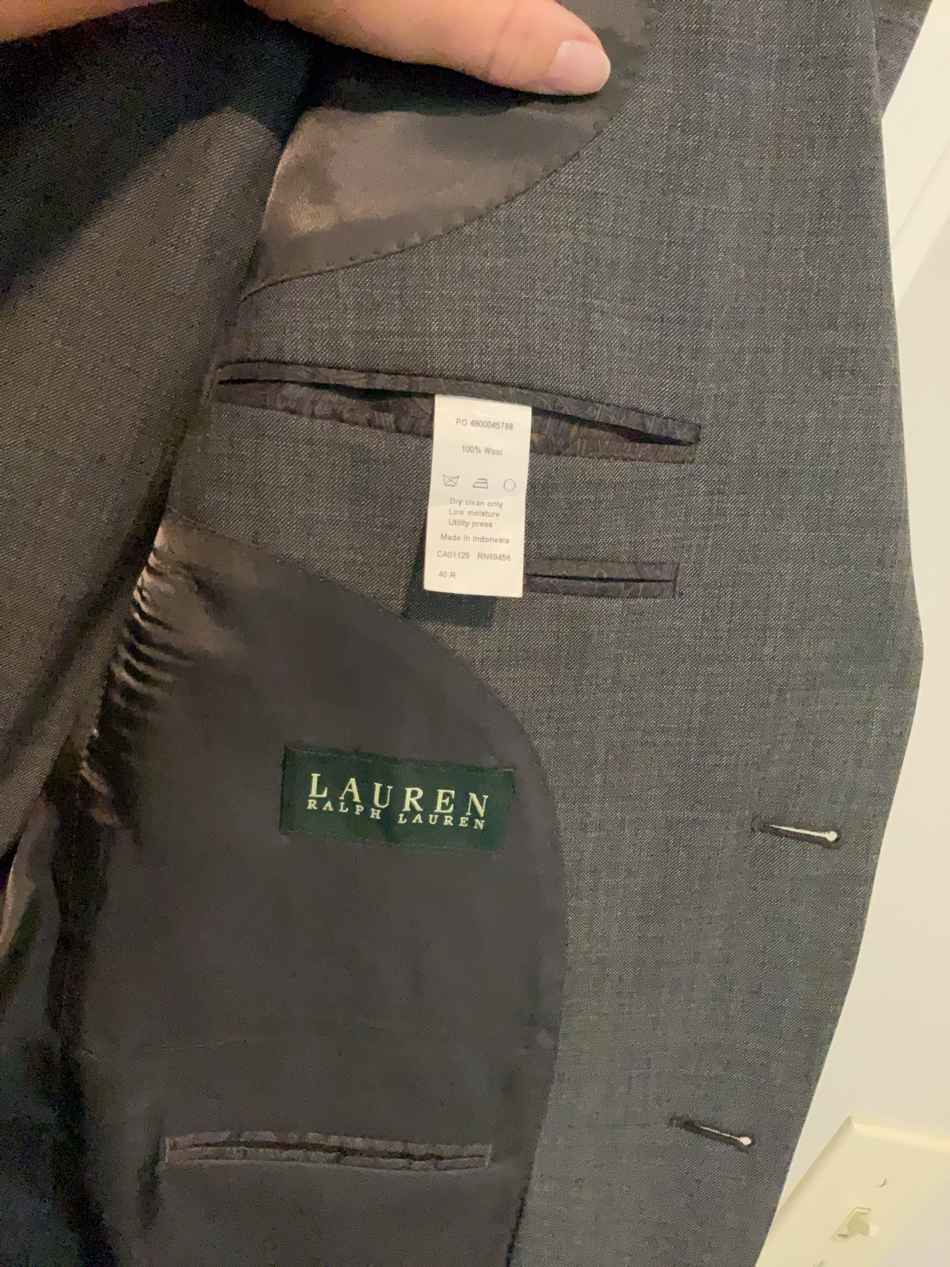 PO 4800045788
100% Wool
Dry clean only
Low moisture
Utility press
Made in Indonesia
CA01129 RN69456
40 R
LAUREN
RALPH LAUREN